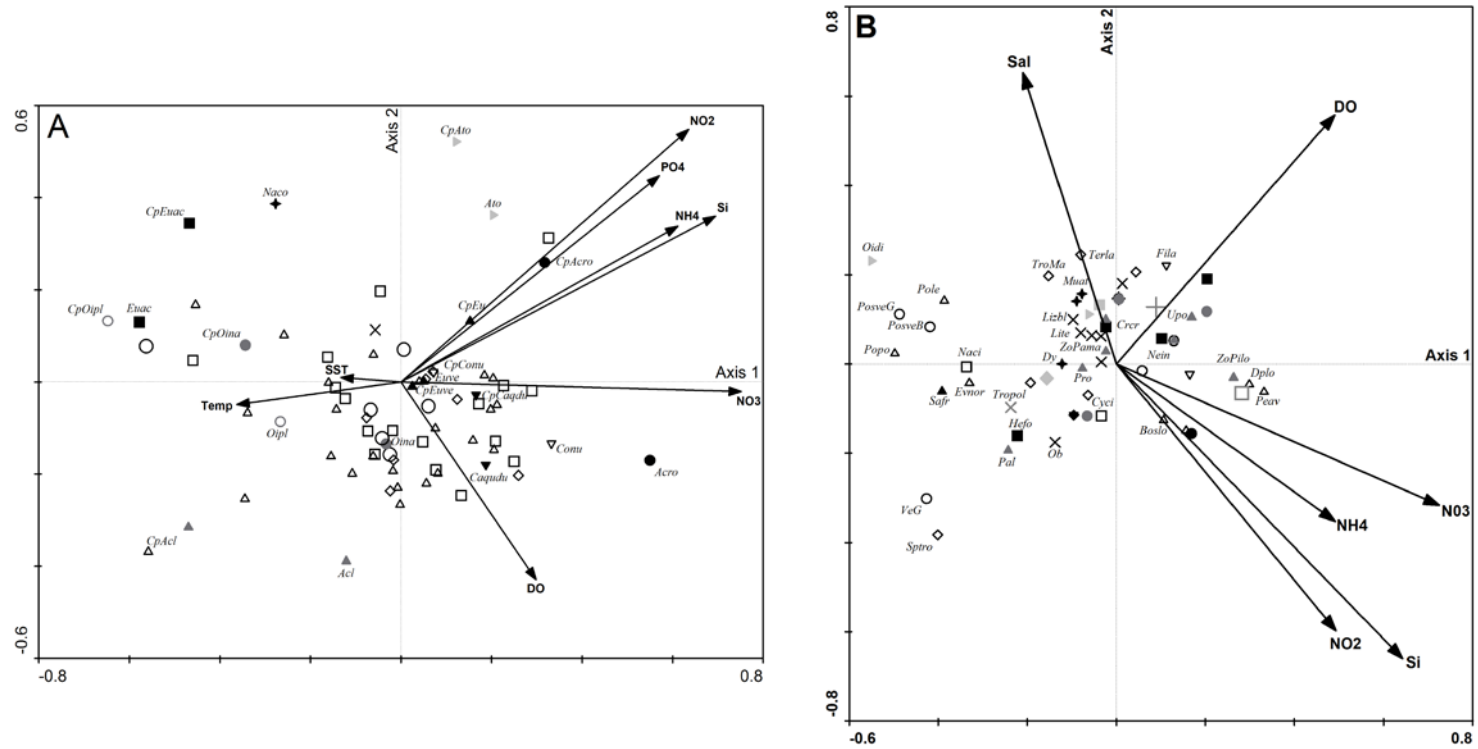 A
0.6
Axis 2
CpAto
NO2
PO4
Naco
CpEuac
Ato
Si
NH4
CpAcro
CpEu
CpOipl
Euac
CpOina
CpConu
SST
Euve
Axis 1
CpEuve
CpCaqdu
NO3
Temp
Oipl
Oina
Conu
Caqudu
Acro
CpAcl
Acl
DO
-0.6
-0.8
0.8
B
0.8
Axis 2
Sal
DO
Oidi
TroMa
Terla
Fila
Pole
Muat
PosveG
PosveB
Lizbl
Crcr
Upo
Lite
Popo
ZoPama
Nein
Axis 1
Naci
Dy
ZoPilo
Pro
Dplo
Safr
Evnor
Tropol
Peav
Cyci
Hefo
Boslo
Pal
Ob
VeG
N03
NH4
Sptro
NO2
Si
-0.8
-0.6
0.8